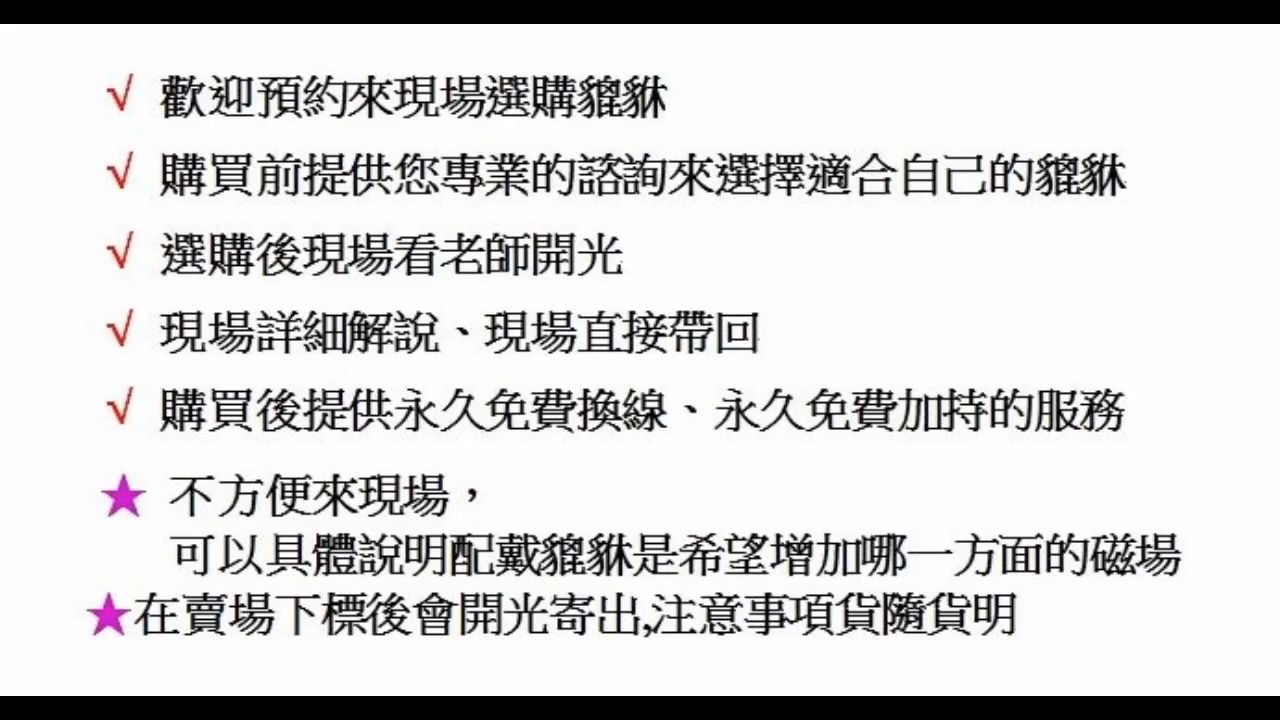 √ 歡迎預約來現場選購貔貅
√ 購買前提供您專業的諮詢來選擇適合自己的貔貅
√ 選購後現場看老師開光
√ 現場詳細解說、現場直接帶回
√ 購買後提供永久免費換線、永久免費加持的服務
★ 不方便來現場，
可以具體說明配戴貔貅是希望增加哪一方面的磁場
★在賣場下標後會開光寄出,注意事項貨隨貨明